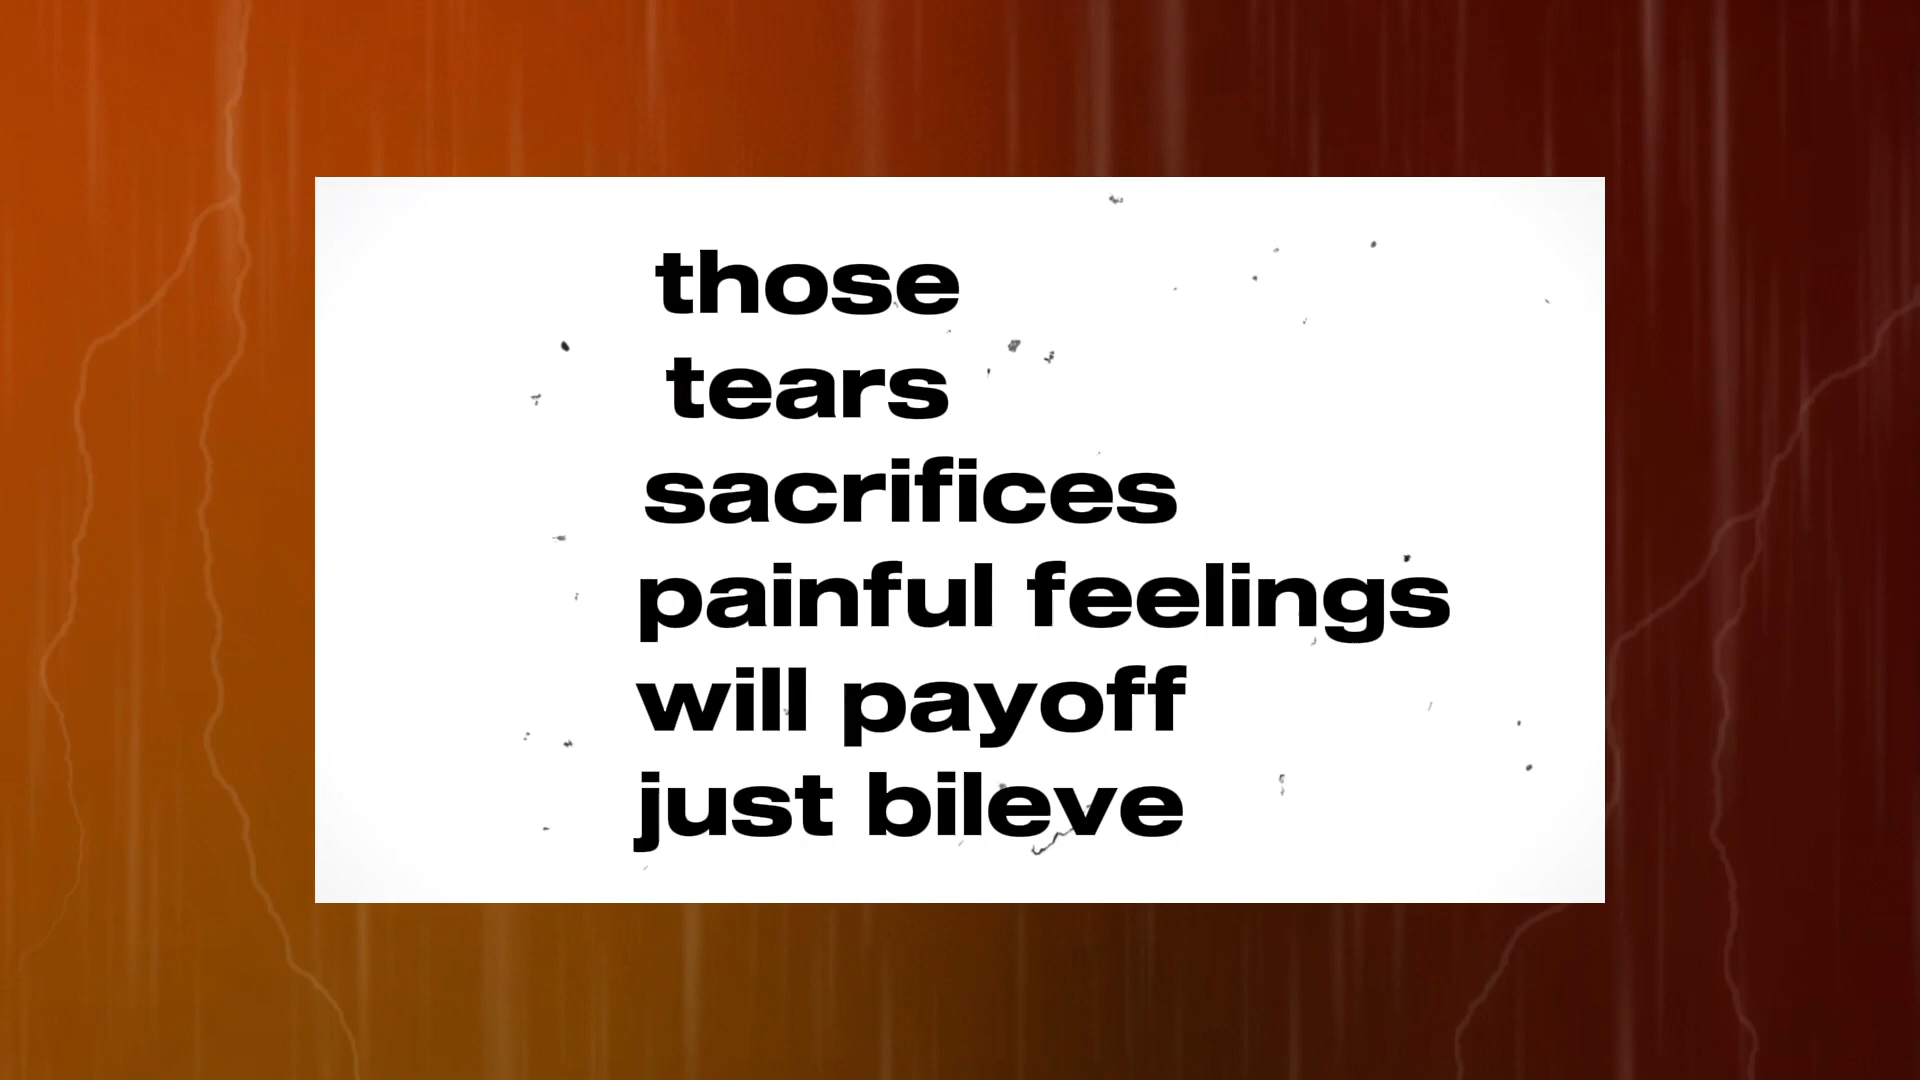 those
tears
sacrifices
painful feelings
will payoff
just bileve